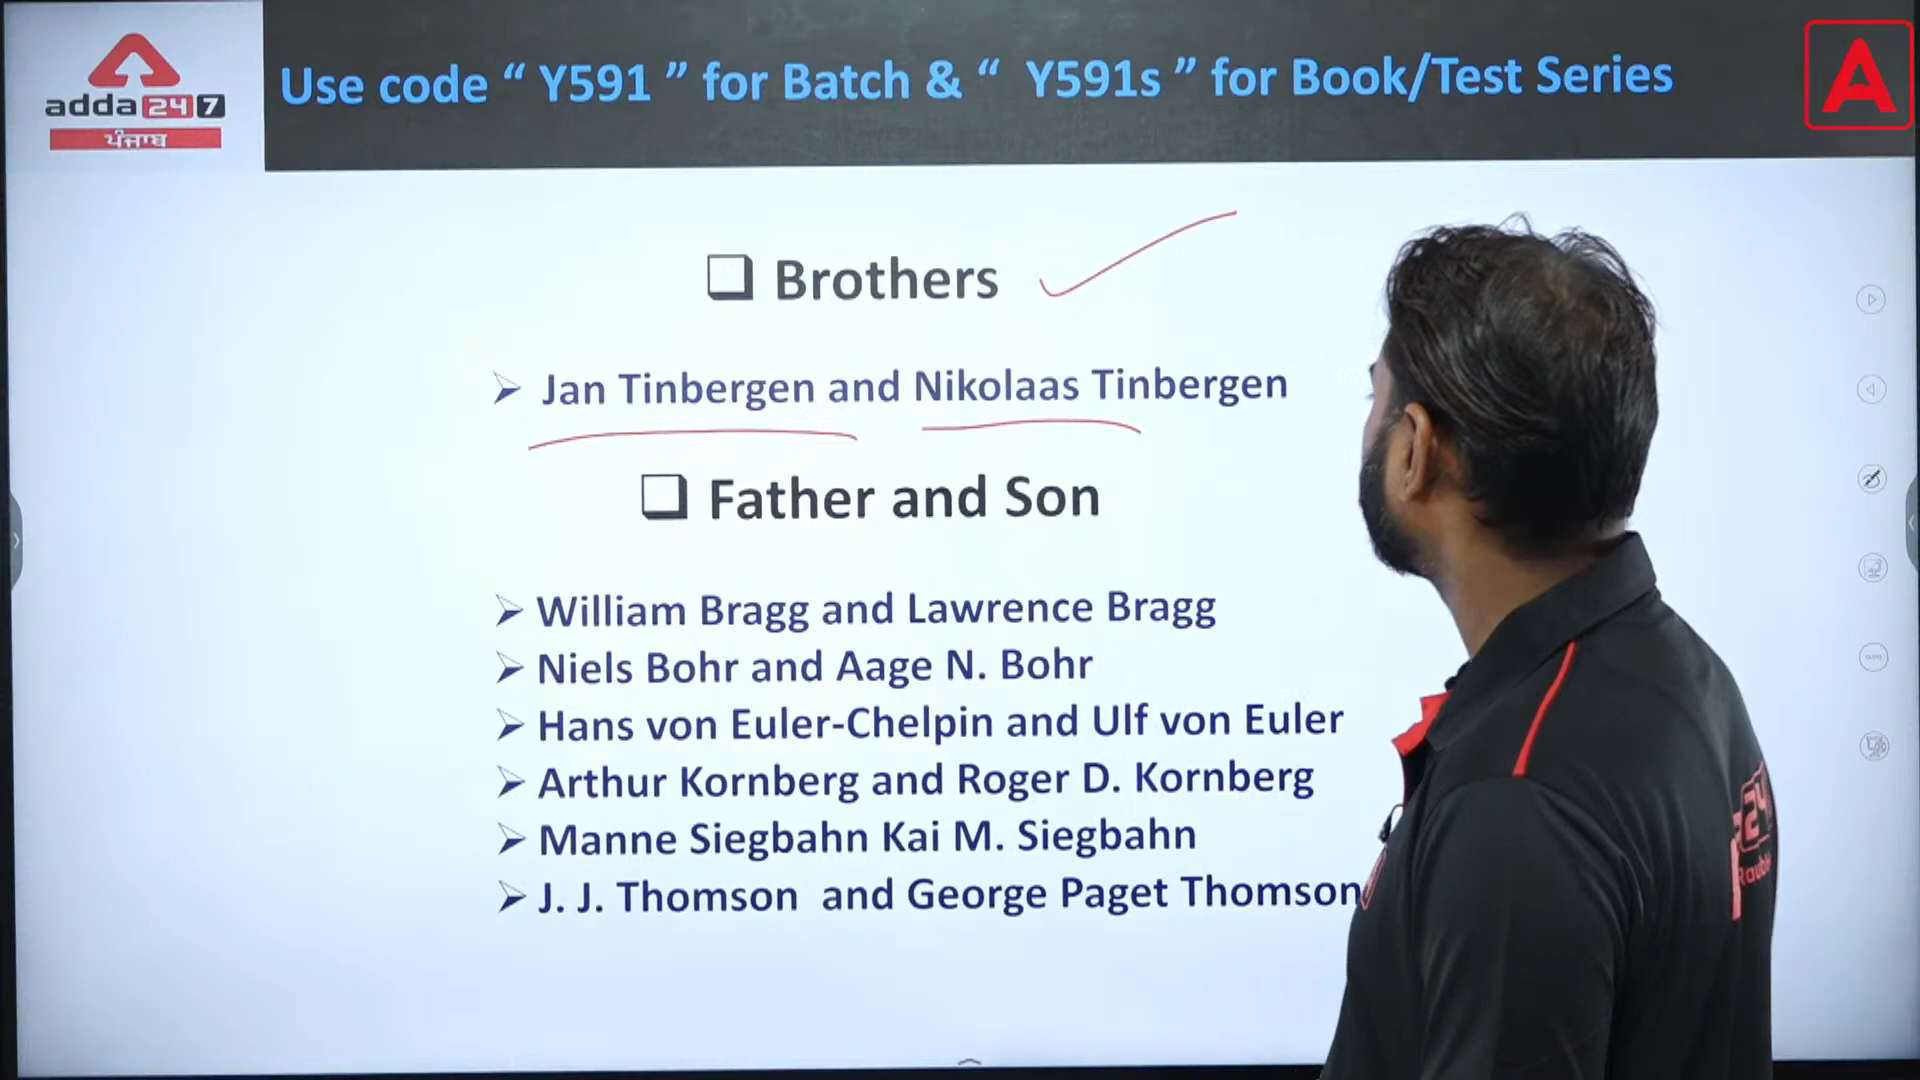 adda247
ਪੰਜਾਬ
Use code “ Y591 ” for Batch & “ Y591s ” for Book/Test Series
A
Brothers
Jan Tinbergen and Nikolaas Tinbergen
Father and Son
William Bragg and Lawrence Bragg
Niels Bohr and Aage N. Bohr
Hans von Euler-Chelpin and Ulf von Euler
Arthur Kornberg and Roger D. Kornberg
Manne Siegbahn Kai M. Siegbahn
J. J. Thomson and George Paget Thomson
24